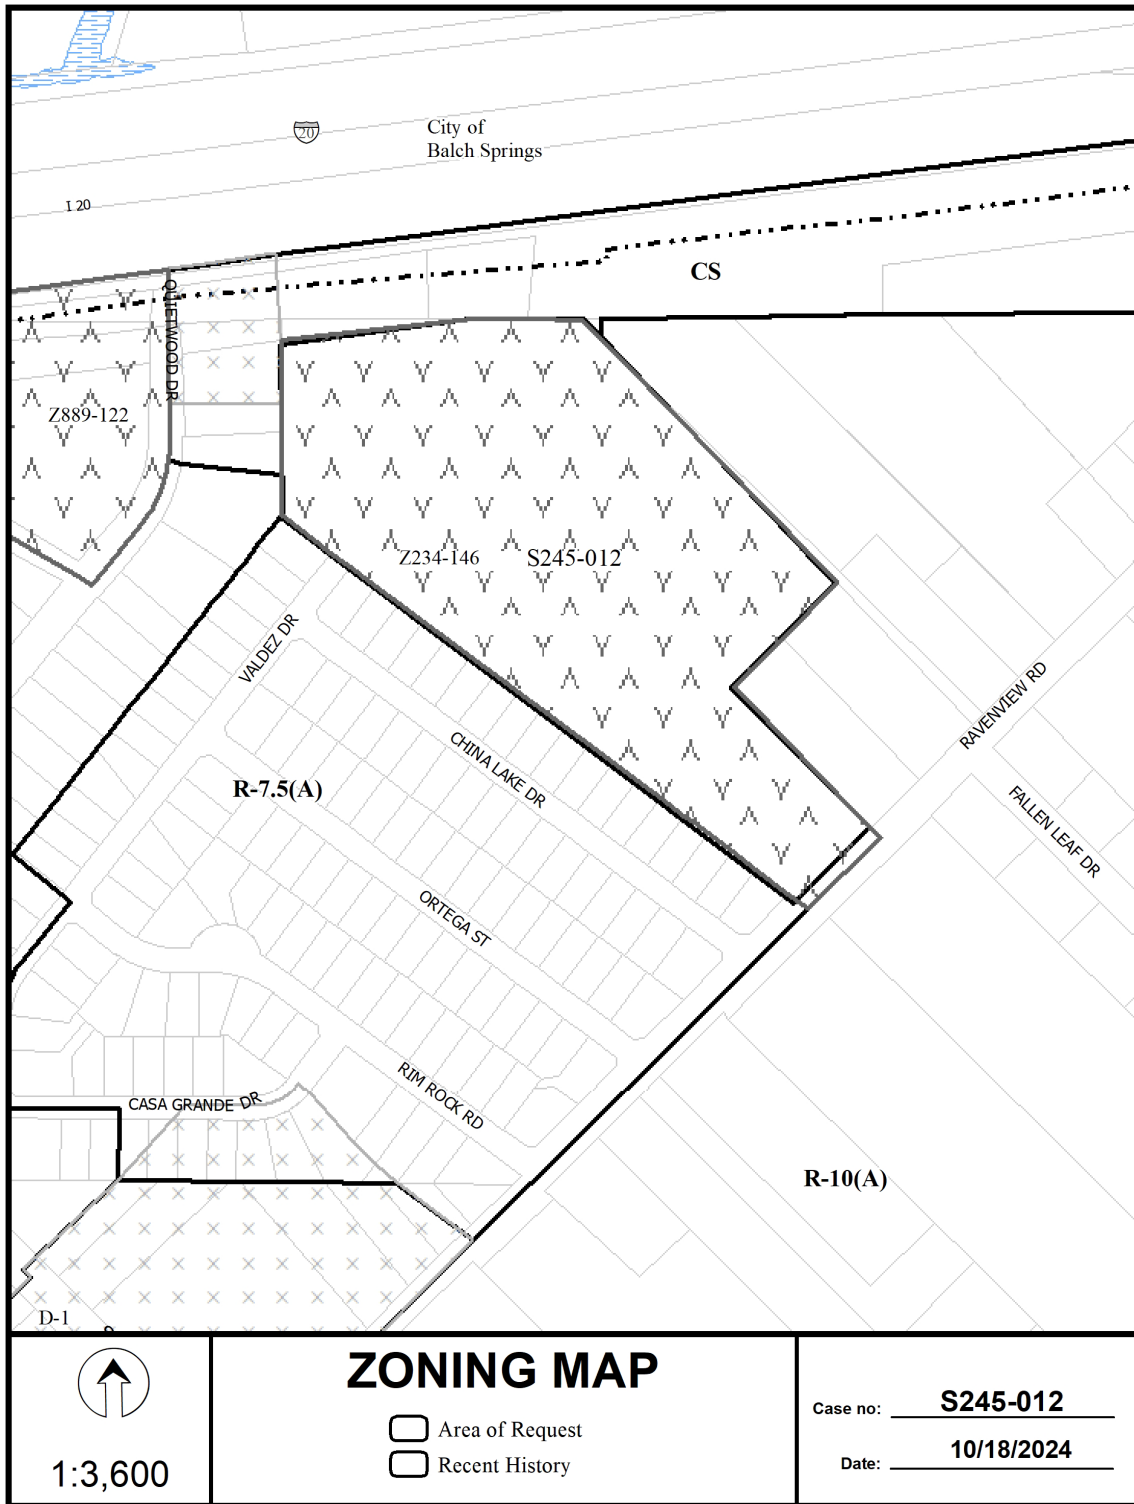 20
City of
Balch Springs
I 20
CS
QUIETWOOD DR
Z889-122
Z234-146
S245-012
VALDEZ DR
RAVENVIEW RD
CHINA LAKE DR
R-7.5(A)
FALLEN LEAF DR
ORTEGA ST
RIM ROCK RD
CASA GRANDE DR
R-10(A)
D-1
1:3,600
ZONING MAP
Area of Request
Recent History
Case no: S245-012
Date: 10/18/2024